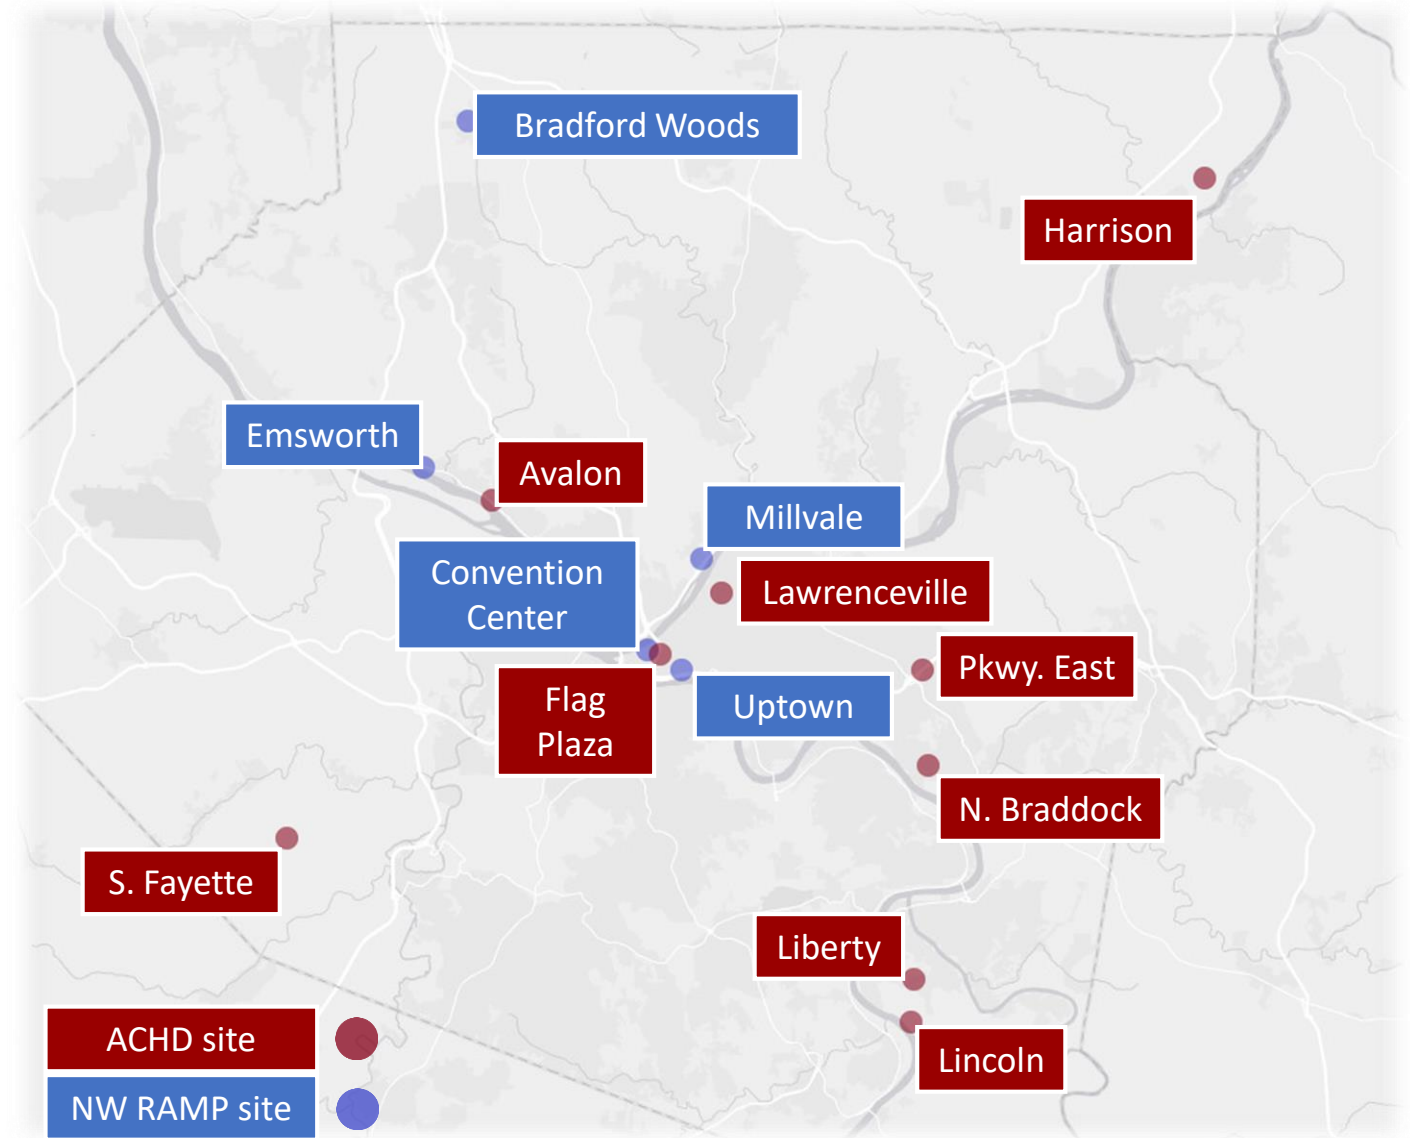 Bradford Woods
Harrison
Emsworth
Avalon
Millvale
Convention
Center
Lawrenceville
Pkwy. East
Flag
Plaza
Uptown
N. Braddock
S. Fayette
Liberty
Lincoln
ACHD site
NW RAMP site